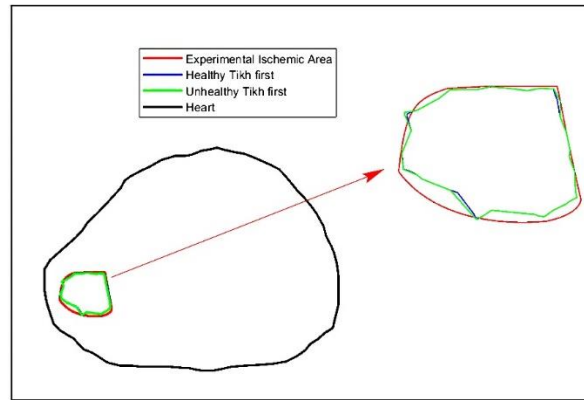 Experimental Ischemic Area
Healthy Tikh first
Unhealthy Tikh first
Heart